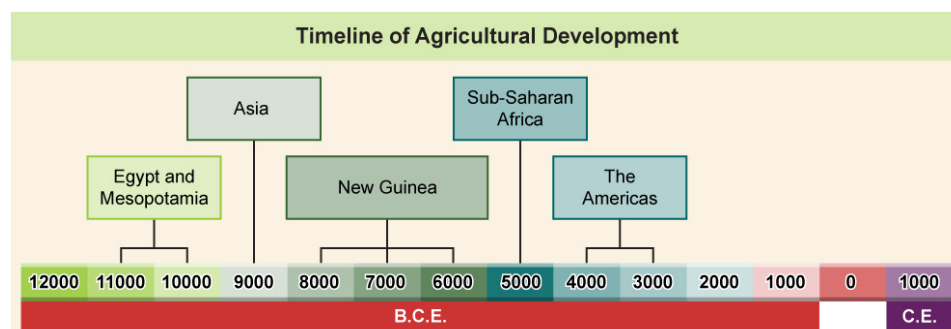 Timeline of Agricultural Development
Asia
Sub-Saharan
Africa
Egypt and
Mesopotamia
New Guinea
The
Americas
12000 11000 10000 9000 8000 7000 6000 5000 4000 3000 2000 1000 0 1000
B.C.E. C.E.